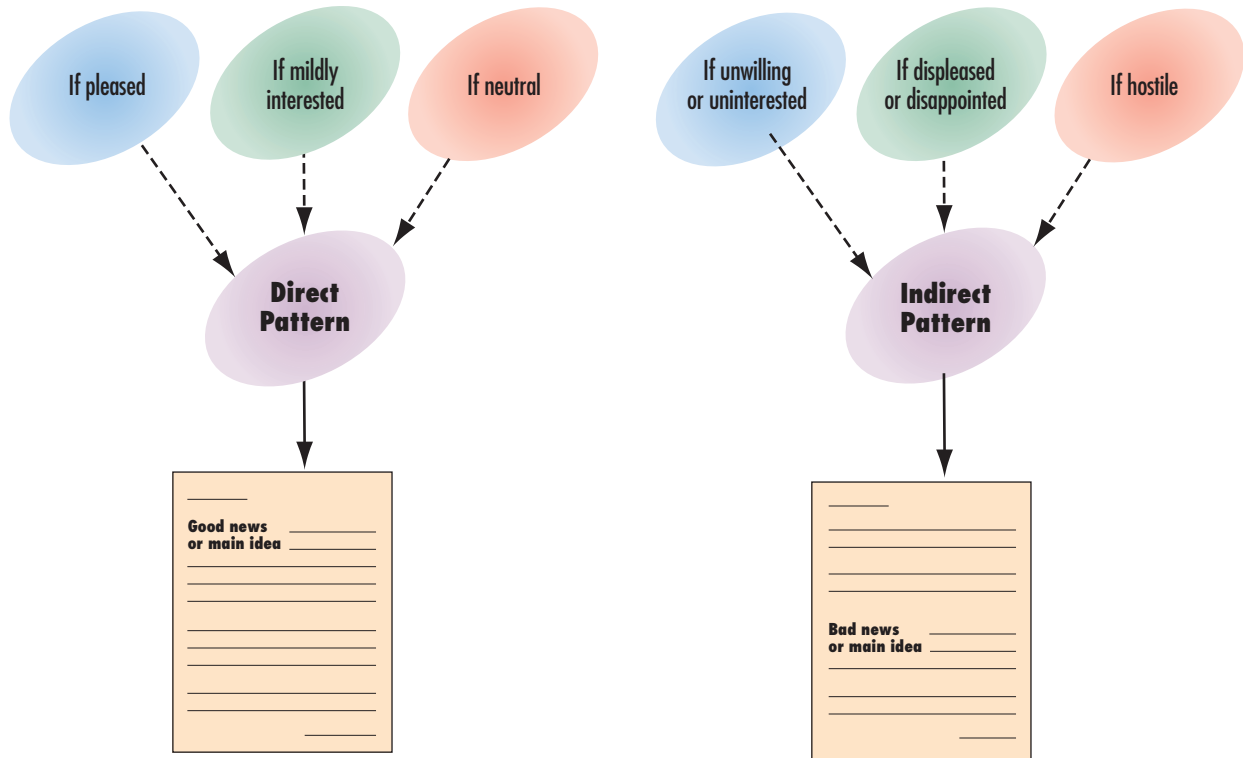 If pleased
If mildly
interested
If neutral
Direct
Pattern
Good news
or main idea
If unwilling
or uninterested
If displeased
or disappointed
If hostile
Indirect
Pattern
Bad news
or main idea